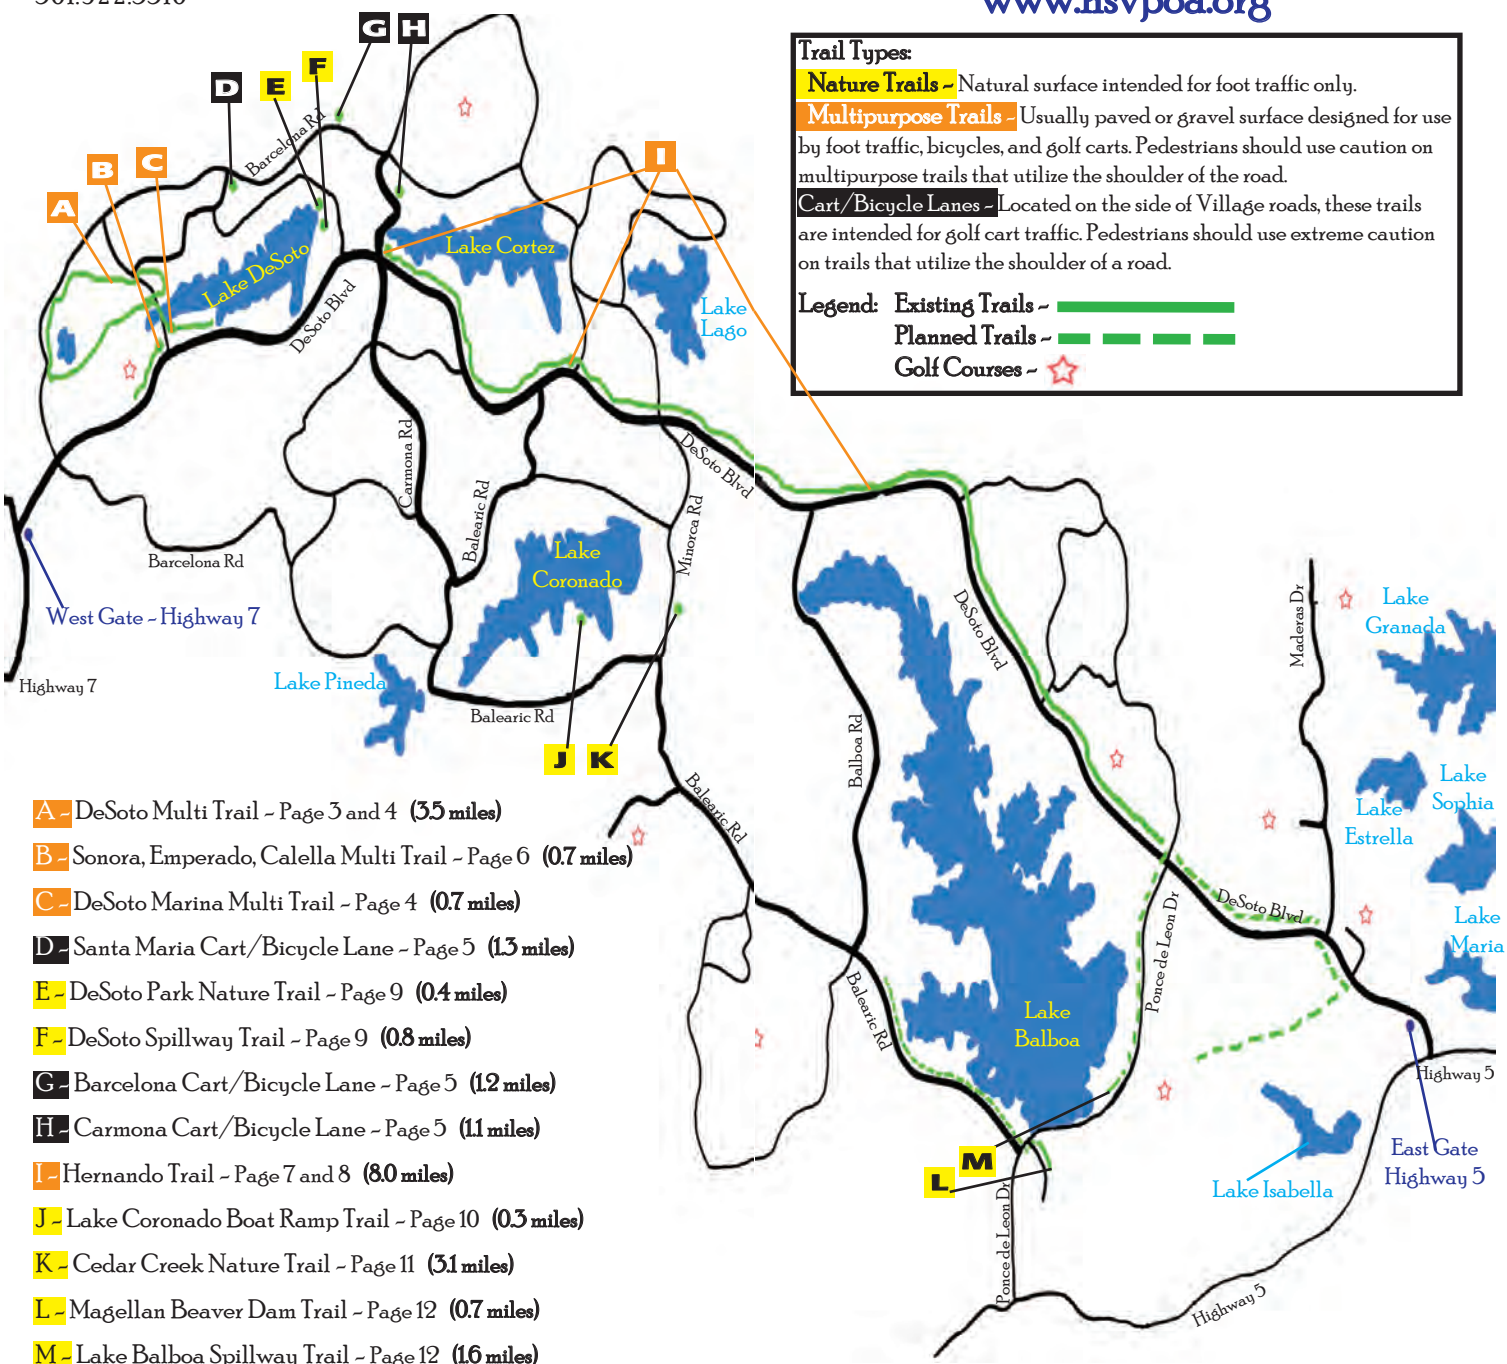 www.hsvpoa.org
Trail Types:
Nature Trails ~ Natural surface intended for foot traffic only.
Multipurpose Trails ~ Usually paved or gravel surface designed for use
by foot traffic, bicycles, and golf carts. Pedestrians should use caution on
multipurpose trails that utilize the shoulder of the road.
Cart/Bicycle Lanes ~ Located on the side of Village roads, these trails
are intended for golf cart traffic. Pedestrians should use extreme caution
on trails that utilize the shoulder of a road.
Legend: Existing Trails ~
Planned Trails ~
Golf Courses ~
G
H
F
E
D
C
B
A
I
Barcelona Rd
Lake DeSoto
Lake Cortez
DeSoto Blvd
Lake
Lago
Carmona Rd
Balearic Rd
DeSoto Blvd
Minorca Rd
Barcelona Rd
Lake
Coronado
West Gate ~ Highway 7
Highway 7
Lake Pineda
Balearic Rd
J
K
DeSoto Blvd
Maderas Dr
Lake
Granada
Balboa Rd
Balearic Rd
Lake
Sophia
Lake
Estrella
DeSoto Blvd
Lake
Maria
Ponce de Leon Dr
Balearic Rd
Lake
Balboa
Highway 5
East Gate
Highway 5
Lake Isabella
M
L
Ponce de Leon Dr
Highway 5
A ~ DeSoto Multi Trail ~ Page 3 and 4 (3.5 miles)
B ~ Sonora, Emperado, Calella Multi Trail ~ Page 6 (0.7 miles)
C ~ DeSoto Marina Multi Trail ~ Page 4 (0.7 miles)
D ~ Santa Maria Cart/Bicycle Lane ~ Page 5 (1.3 miles)
E ~ DeSoto Park Nature Trail ~ Page 9 (0.4 miles)
F ~ DeSoto Spillway Trail ~ Page 9 (0.8 miles)
G ~ Barcelona Cart/Bicycle Lane ~ Page 5 (1.2 miles)
H ~ Carmona Cart/Bicycle Lane ~ Page 5 (1.1 miles)
I ~ Hernando Trail ~ Page 7 and 8 (8.0 miles)
J ~ Lake Coronado Boat Ramp Trail ~ Page 10 (0.3 miles)
K ~ Cedar Creek Nature Trail ~ Page 11 (3.1 miles)
L ~ Magellan Beaver Dam Trail ~ Page 12 (0.7 miles)
M ~ Lake Balboa Spillway Trail ~ Page 12 (1.6 miles)